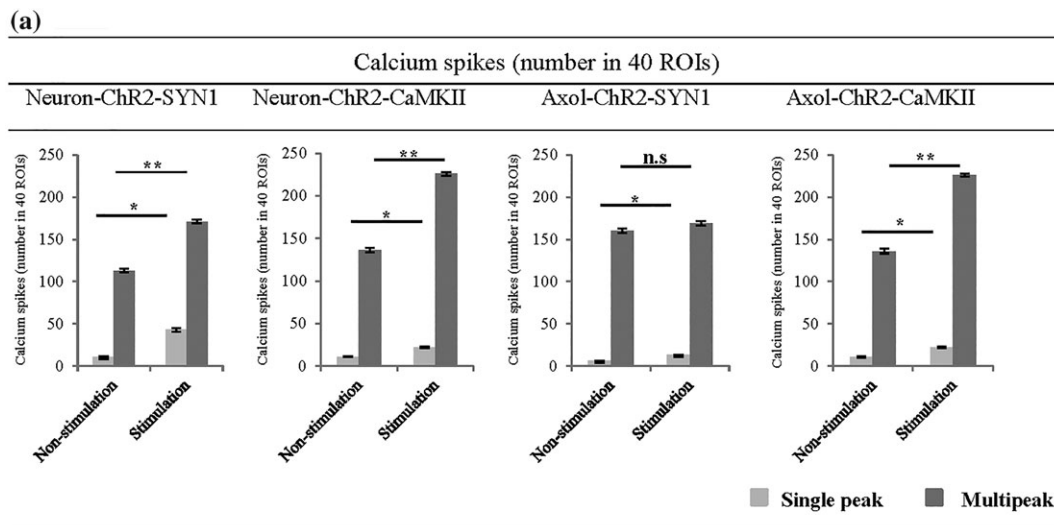 (a)
Calcium spikes (number in 40 ROIs)
Neuron-ChR2-SYN1 Neuron-ChR2-CaMKII Axol-ChR2-SYN1 Axol-ChR2-CaMKII
Calcium spikes (number in 40 ROIs)
250
200
150
100
50
0
**
*
Non-stimulation
Stimulation
Calcium spikes (number in 40 ROIs)
250
200
150
100
50
0
**
*
Non-stimulation
Stimulation
Calcium spikes (number in 40 ROIs)
250
200
150
100
50
0
n.s
*
Non-stimulation
Stimulation
Calcium spikes (number in 40 ROIs)
250
200
150
100
50
0
**
*
Non-stimulation
Stimulation
Single peak Multipeak